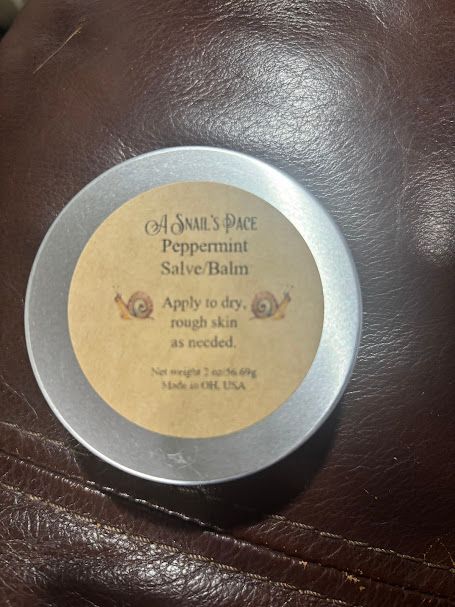 A Snail's Pace
Peppermint
Salve/Balm
Apply to dry,
rough skin
as needed.
Net weight 2 oz/56.69g
Made in OH, USA